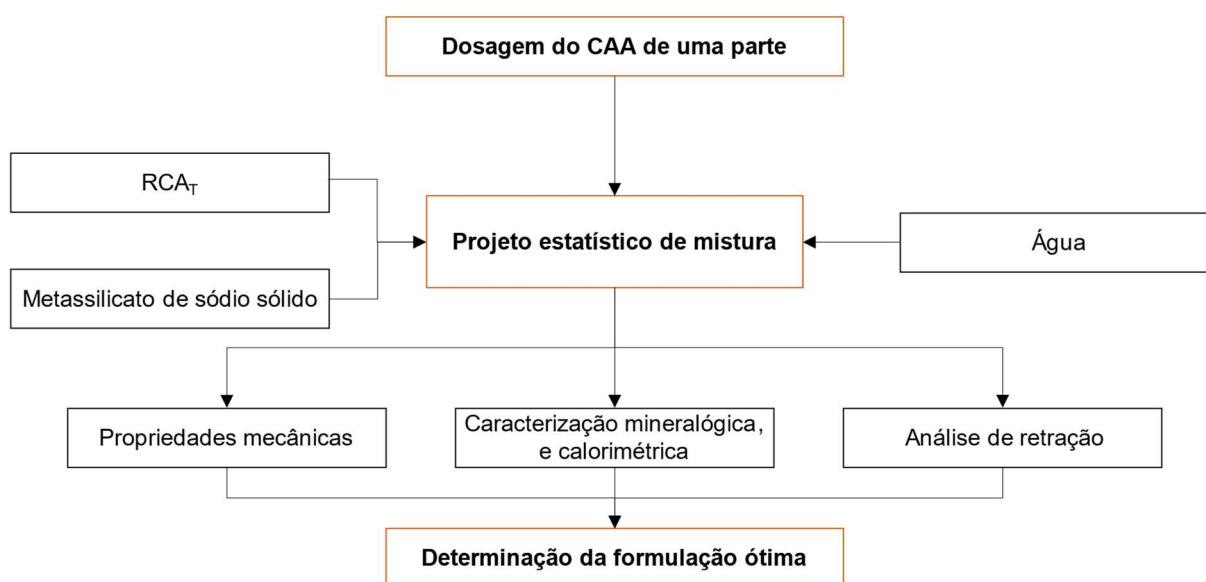 Dosagem do CAA de uma parte
RCA_T
Projeto estatístico de mistura
Água
Metassilicato de sódio sólido
Propriedades mecânicas
Caracterização mineralógica,
e calorimétrica
Análise de retração
Determinação da formulação ótima